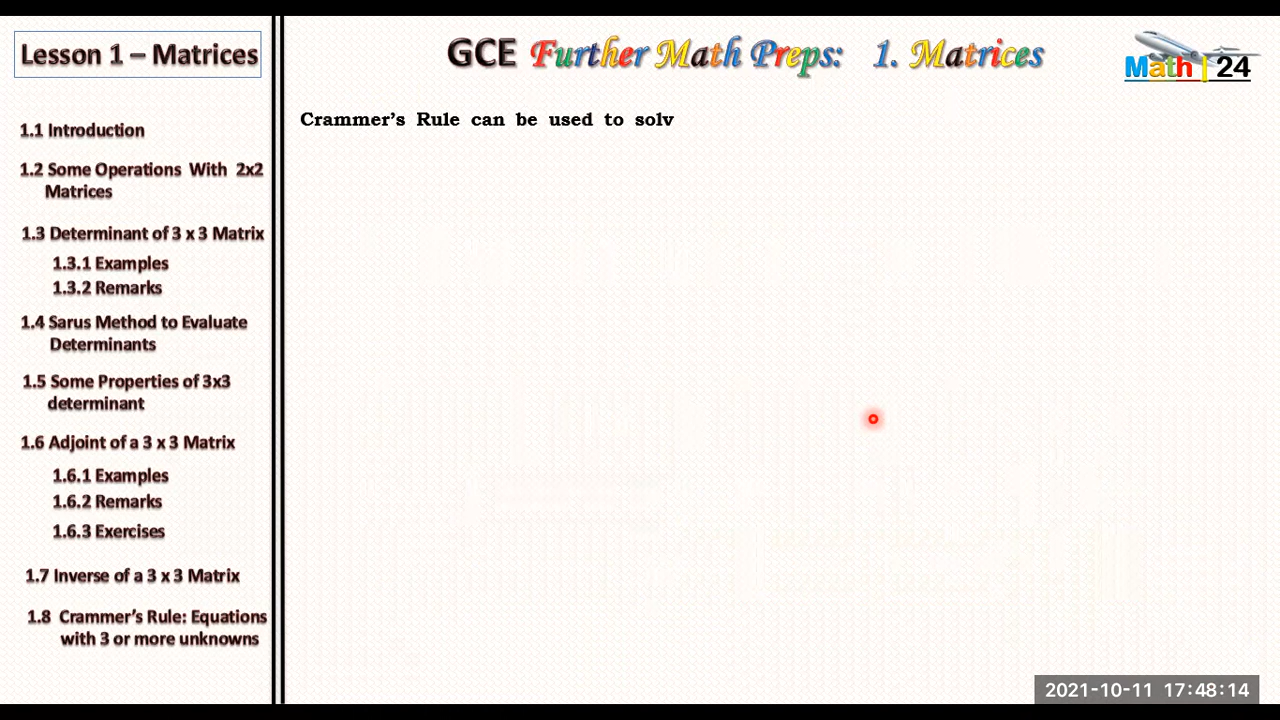 Lesson 1 – Matrices
GCE Further Math Preps: 1. Matrices
Math | 24
1.1 Introduction
1.2 Some Operations With 2x2
Matrices
1.3 Determinant of 3 x 3 Matrix
1.3.1 Examples
1.3.2 Remarks
1.4 Sarus Method to Evaluate
Determinants
1.5 Some Properties of 3x3
determinant
1.6 Adjoint of a 3 x 3 Matrix
1.6.1 Examples
1.6.2 Remarks
1.6.3 Exercises
1.7 Inverse of a 3 x 3 Matrix
1.8 Crammer’s Rule: Equations
with 3 or more unknowns
Crammer’s Rule can be used to solv
2021-10-11 17:48:14